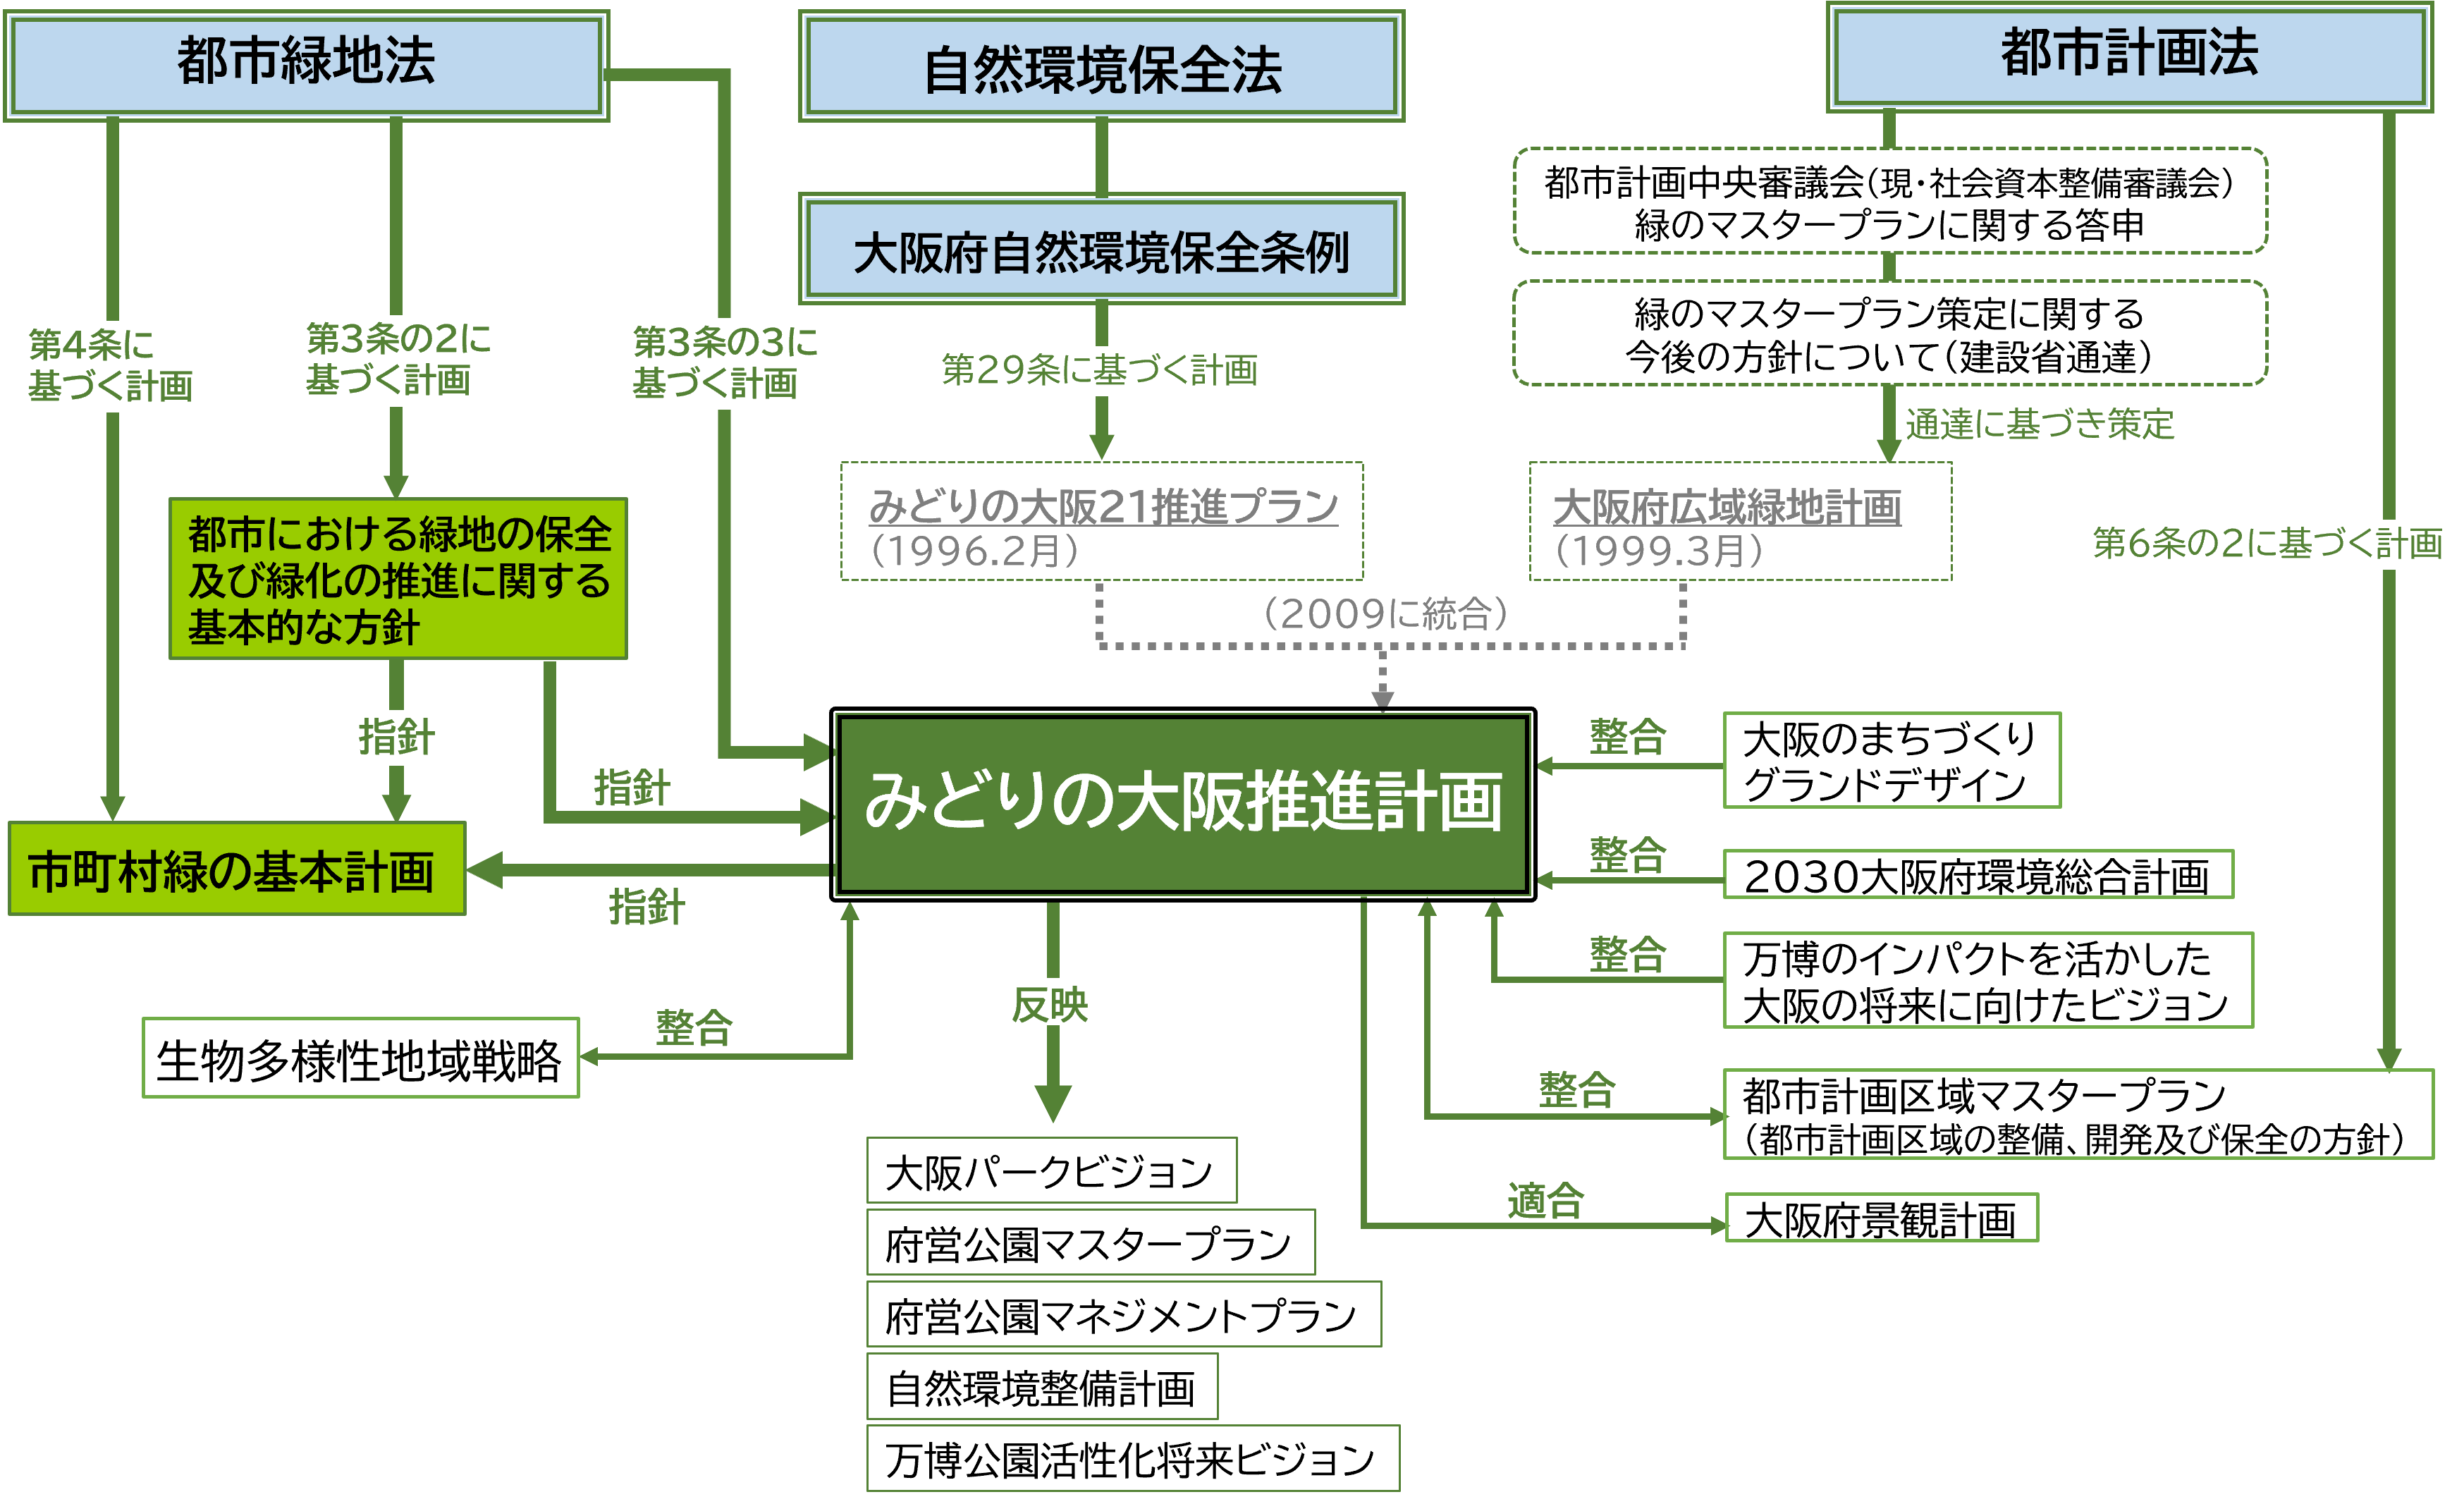 都市緑地法
自然環境保全法
都市計画法
都市計画中央審議会（現・社会資本整備審議会）
緑のマスタープランに関する答申
大阪府自然環境保全条例
緑のマスタープラン策定に関する
今後の方針について（建設省通達）
第4条に
基づく計画
第3条の2に
基づく計画
第3条の3に
基づく計画
第29条に基づく計画
通達に基づき策定
みどりの大阪21推進プラン
（1996.2月）
大阪府広域緑地計画
（1999.3月）
第6条の2に基づく計画
都市における緑地の保全
及び緑化の推進に関する
基本的な方針
（2009に統合）
指針
指針
みどりの大阪推進計画
整合
大阪のまちづくり
グランドデザイン
市町村緑の基本計画
指針
整合
2030大阪府環境総合計画
整合
万博のインパクトを活かした
大阪の将来に向けたビジョン
反映
整合
生物多様性地域戦略
整合
都市計画区域マスタープラン
（都市計画区域の整備、開発及び保全の方針）
適合
大阪府景観計画
大阪パークビジョン
府営公園マスタープラン
府営公園マネジメントプラン
自然環境整備計画
万博公園活性化将来ビジョン